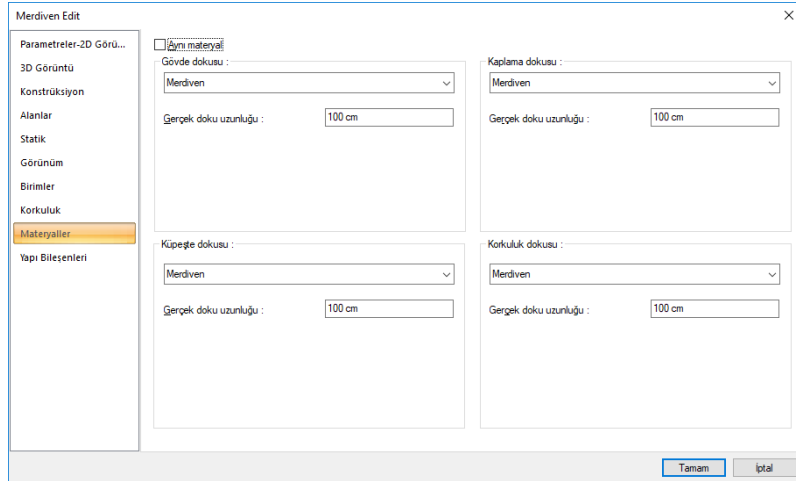 Merdiven Edit
Parametreler-2D Görü...
3D Görüntü
Konstrüksiyon
Alanlar
Statik
Görünüm
Birimler
Korkuluk
Materyaller
Yapı Bileşenleri
Aynı materyal
Gövde dokusu :
Merdiven
Gerçek doku uzunluğu :
100 cm
Kaplama dokusu :
Merdiven
Gerçek doku uzunluğu :
100 cm
Küpeşte dokusu :
Merdiven
Gerçek doku uzunluğu :
100 cm
Korkuluk dokusu :
Merdiven
Gerçek doku uzunluğu :
100 cm
Tamam
İptal